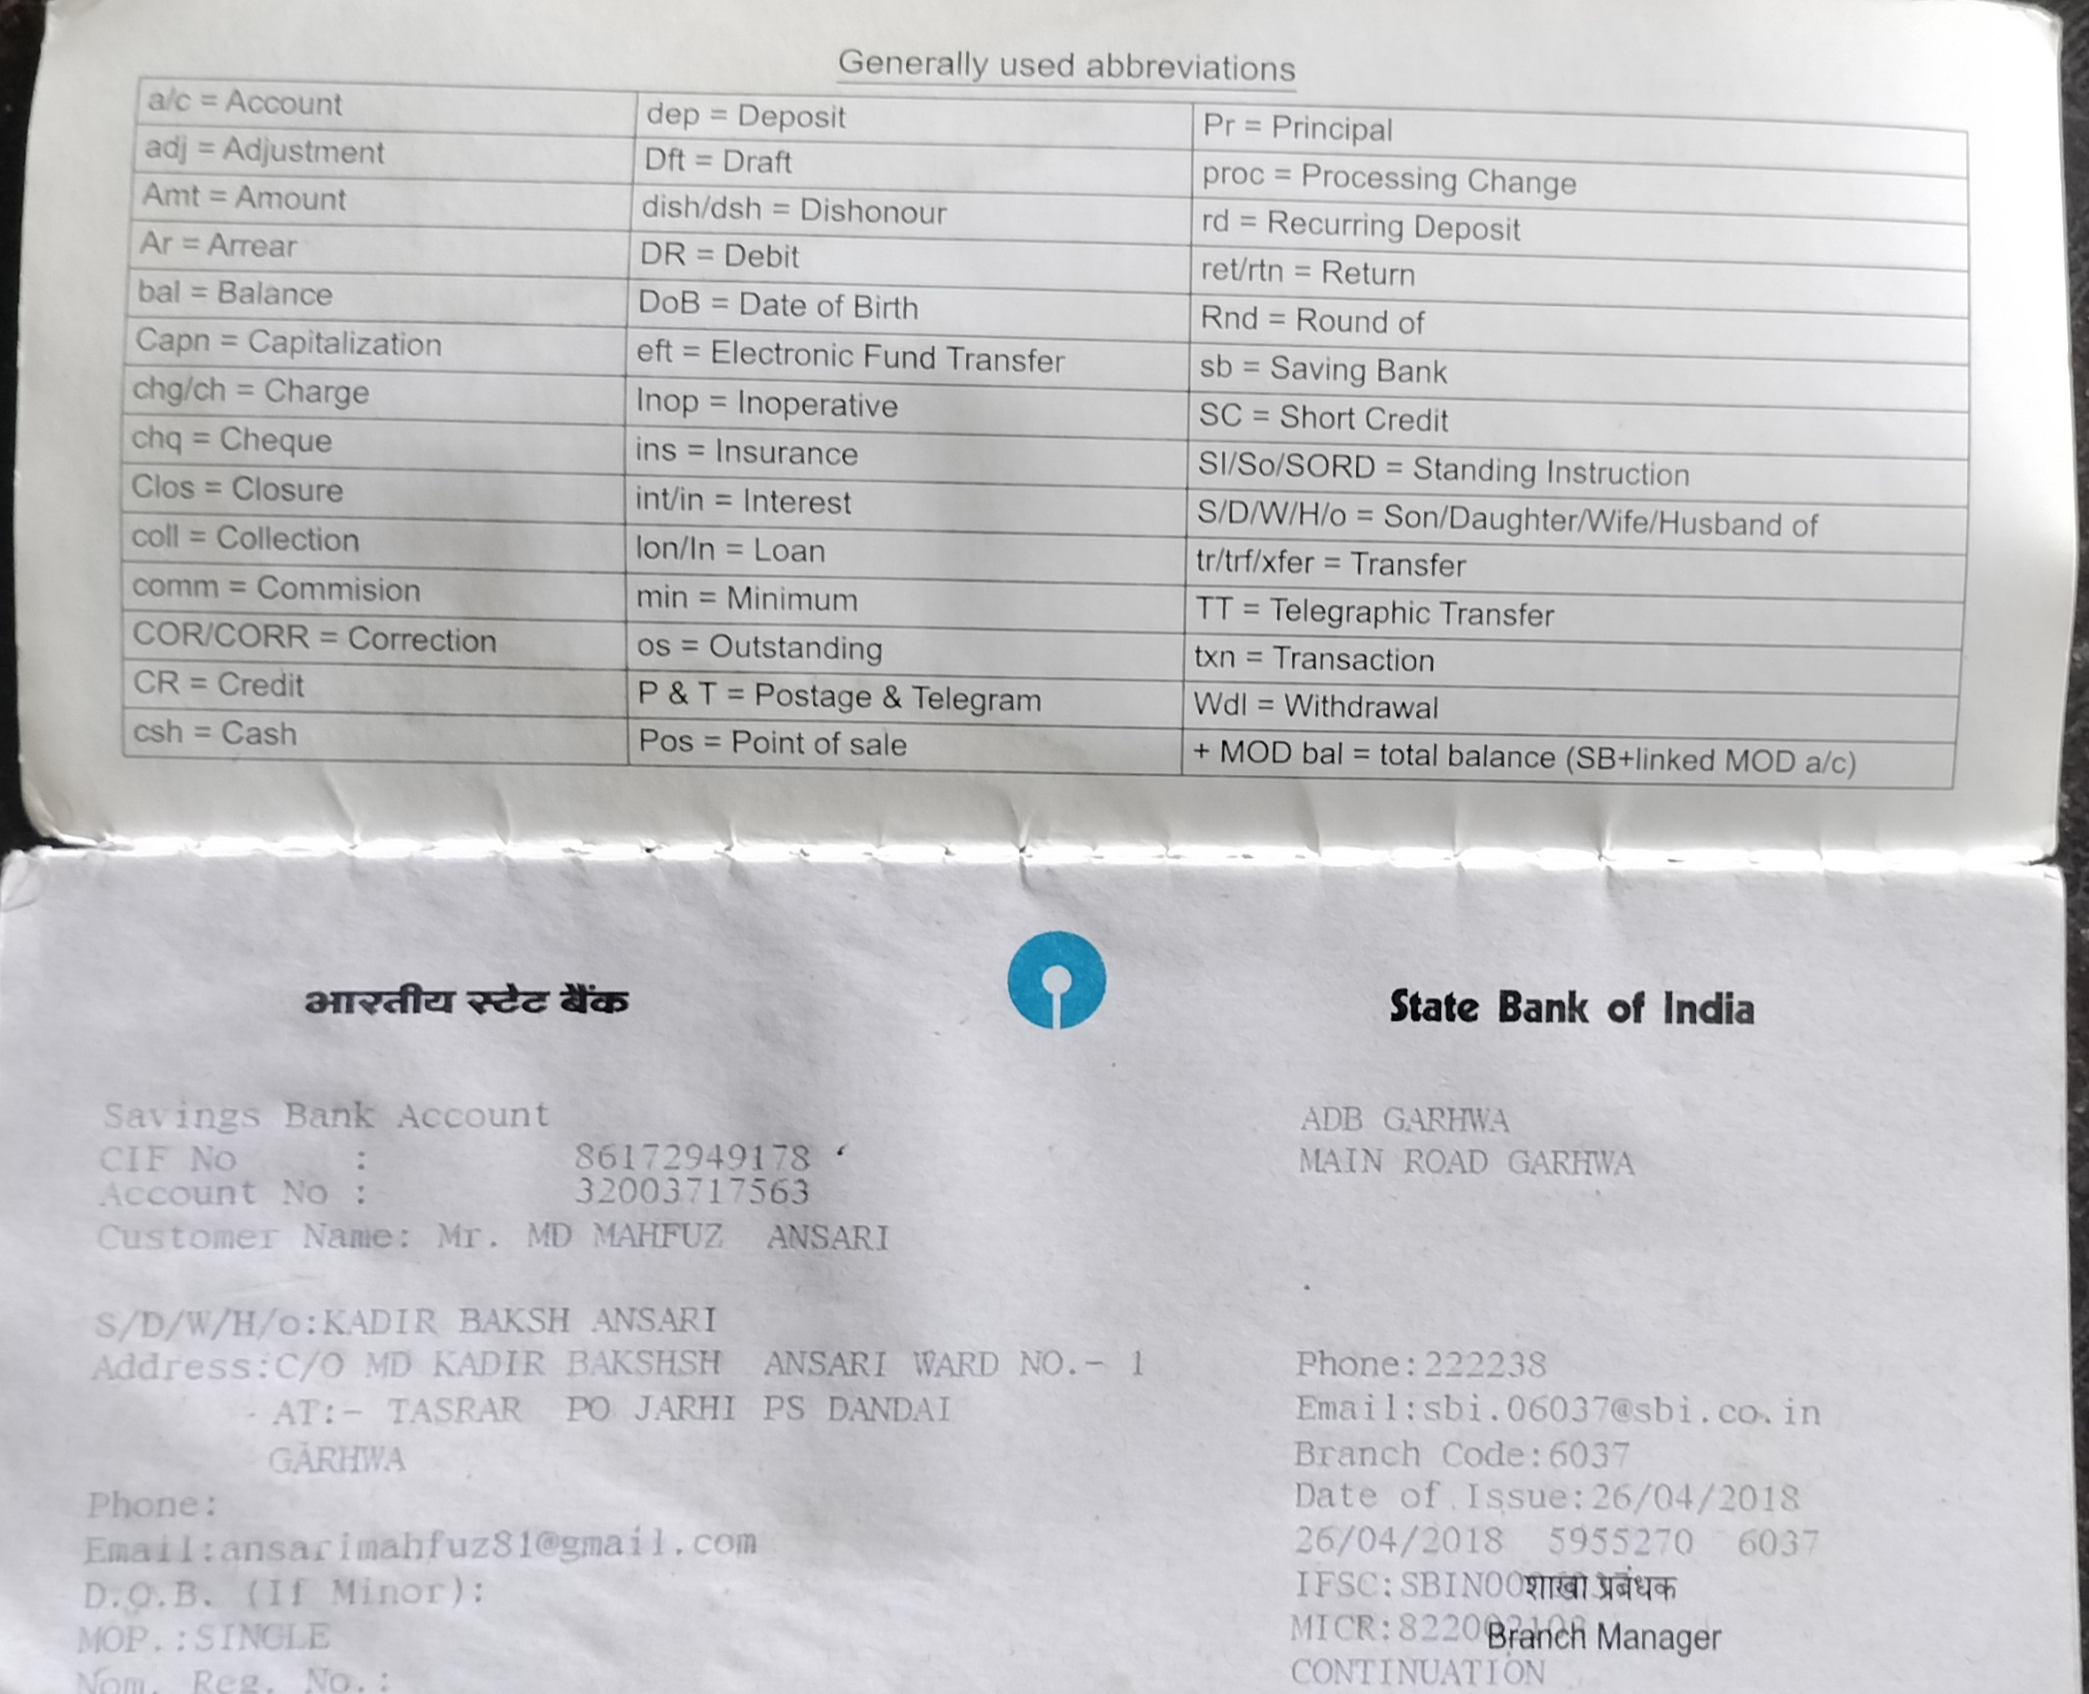 Generally used abbreviations
a/c = Account
adj = Adjustment
Amt = Amount
Ar = Arrear
bal = Balance
Capn = Capitalization
chg/ch = Charge
chq = Cheque
Clos = Closure
coll = Collection
comm = Commision
COR/CORR = Correction
CR = Credit
csh = Cash
dep = Deposit
Dft = Draft
dish/dsh = Dishonour
DR = Debit
DoB = Date of Birth
eft = Electronic Fund Transfer
Inop = Inoperative
ins = Insurance
int/in = Interest
lon/ln = Loan
min = Minimum
os = Outstanding
P & T = Postage & Telegram
Pos = Point of sale
Pr = Principal
proc = Processing Change
rd = Recurring Deposit
ret/rtn = Return
Rnd = Round of
sb = Saving Bank
SC = Short Credit
SI/So/SORD = Standing Instruction
S/D/W/H/o = Son/Daughter/Wife/Husband of
tr/trf/xfer = Transfer
TT = Telegraphic Transfer
txn = Transaction
Wdl = Withdrawal
+ MOD bal = total balance (SB+linked MOD a/c)
भारतीय स्टेट बैंक
State Bank of India
Savings Bank Account
CIF No : 86172949178
Account No : 32003717563
Customer Name: Mr. MD MAHFUZ ANSARI
S/D/W/H/o:KADIR BAKSH ANSARI
Address:C/O MD KADIR BAKSHSH ANSARI WARD NO.- 1
AT:- TASRAR PO JARHI PS DANDAI
GARHWA
Phone:
Email:ansarimahfuz81@gmail.com
D.O.B. (If Minor):
MOP.:SINGLE
Nom. Reg. No.:
ADB GARHWA
MAIN ROAD GARHWA
Phone:222238
Email:sbi.06037@sbi.co.in
Branch Code:6037
Date of Issue:26/04/2018
26/04/2018 5955270 6037
IFSC: शाखा प्रबंधक
MICR: Branch Manager
CONTINUATION